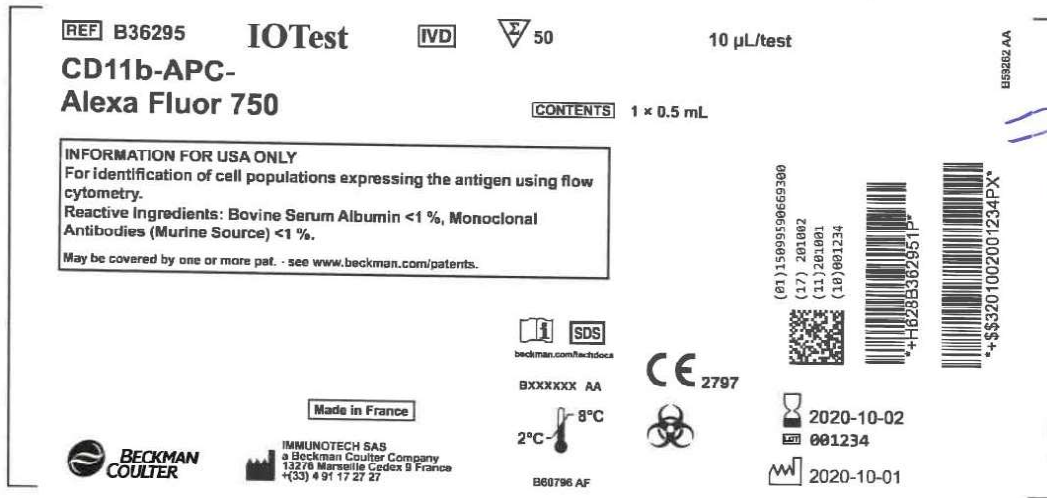 REF B36295 IOTest IVD Σ 50 10 µL/test
CD11b-APC-
Alexa Fluor 750
CONTENTS 1 × 0.5 mL
INFORMATION FOR USA ONLY
For identification of cell populations expressing the antigen using flow
cytometry.
Reactive Ingredients: Bovine Serum Albumin <1 %, Monoclonal
Antibodies (Murine Source) <1 %.
May be covered by one or more pat. - see www.beckman.com/patents.
i SDS
beckman.com/techdocs
BXXXXXX AA
CE 2797
Made in France
8°C
2°C
BECKMAN
COULTER
IMMUNOTECH SAS
a Beckman Coulter Company
13276 Marseille Cedex 9 France
+(33) 4 91 17 27 27
B60796 AF
B59262 AA
(01)15099590669300
(17) 201002
(11)201001
(10)001234
*+H628B362951P*
*+$$3201002001234PX*
2020-10-02
LOT 001234
2020-10-01